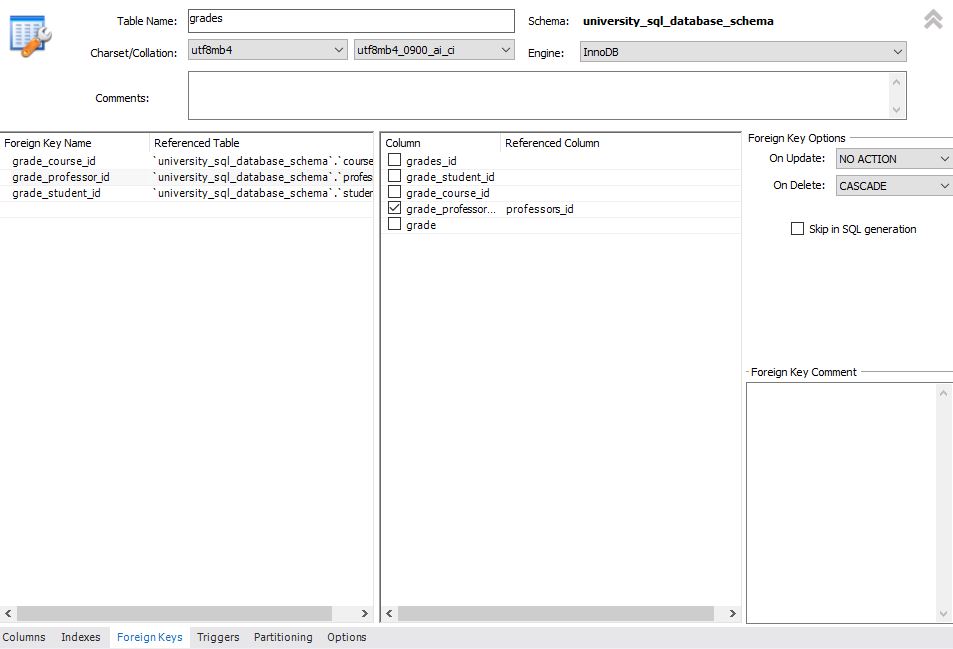 Table Name: grades Schema: university_sql_database_schema
Charset/Collation: utf8mb4 utf8mb4_0900_ai_ci Engine: InnoDB
Comments:
Foreign Key Name Referenced Table
grade_course_id `university_sql_database_schema`.`course
grade_professor_id `university_sql_database_schema`.`profes
grade_student_id `university_sql_database_schema`.`studen
Column Referenced Column
grades_id
grade_student_id
grade_course_id
grade_professor... professors_id
grade
Foreign Key Options
On Update: NO ACTION
On Delete: CASCADE
Skip in SQL generation
Foreign Key Comment
Columns Indexes Foreign Keys Triggers Partitioning Options